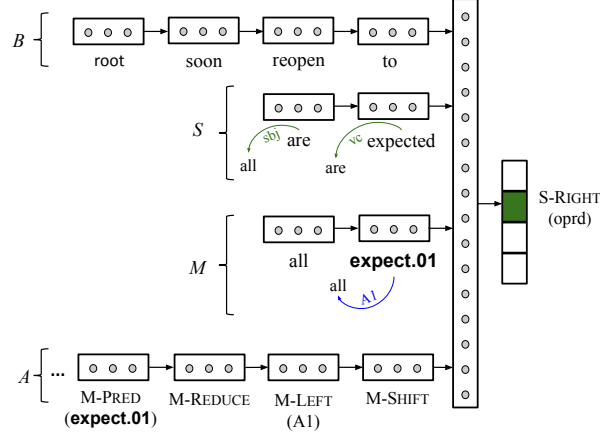 B
root soon reopen to
S
sbj are vc expected
all are
S-RIGHT
(oprd)
M
all expect.01
all A1
A ...
M-PRED M-REDUCE M-LEFT M-SHIFT
(expect.01) (A1)